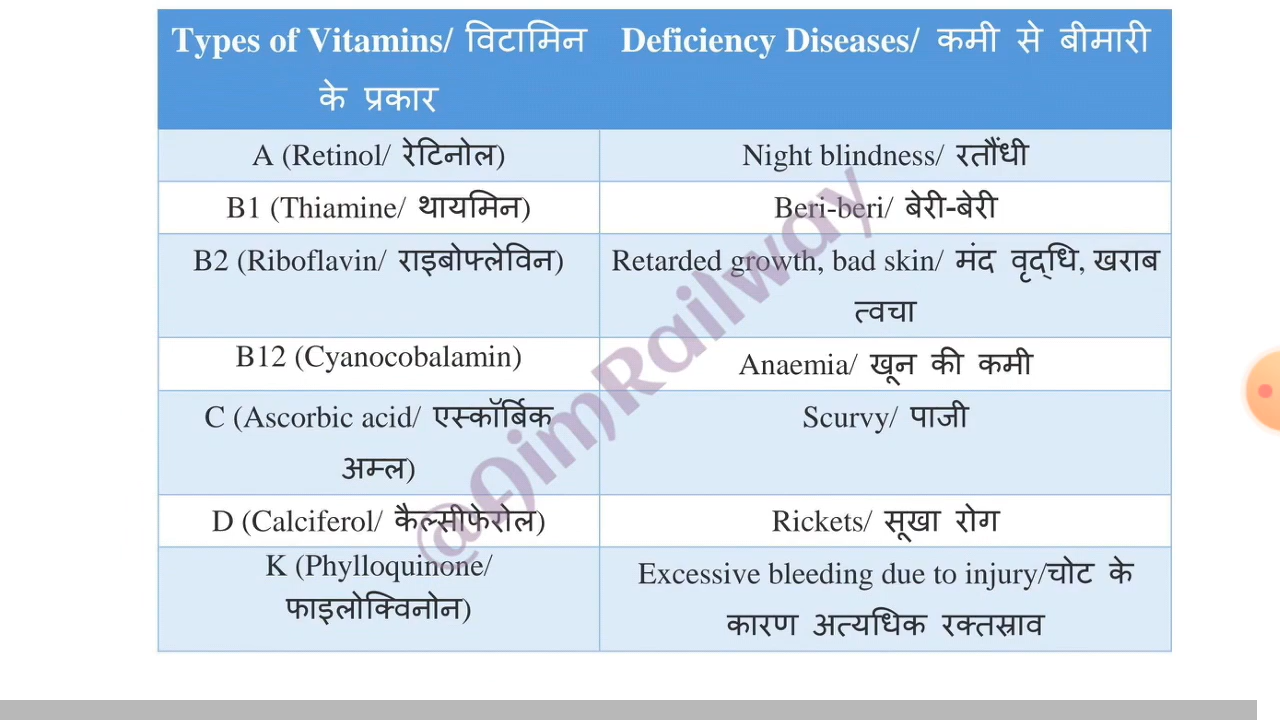 Types of Vitamins/ विटामिन
के प्रकार
Deficiency Diseases/ कमी से बीमारी
A (Retinol/ रेटिनोल)
Night blindness/ रतौंधी
B1 (Thiamine/ थायमिन)
Beri-beri/ बेरी-बेरी
B2 (Riboflavin/ राइबोफ्लेविन)
Retarded growth, bad skin/ मंद वृद्धि, खराब
त्वचा
B12 (Cyanocobalamin)
Anaemia/ खून की कमी
C (Ascorbic acid/ एस्कॉर्बिक
अम्ल)
Scurvy/ पाजी
D (Calciferol/ कैल्सीफेरोल)
Rickets/ सूखा रोग
K (Phylloquinone/
फाइलोक्विनोन)
Excessive bleeding due to injury/चोट के
कारण अत्यधिक रक्तस्राव
@AimRailway